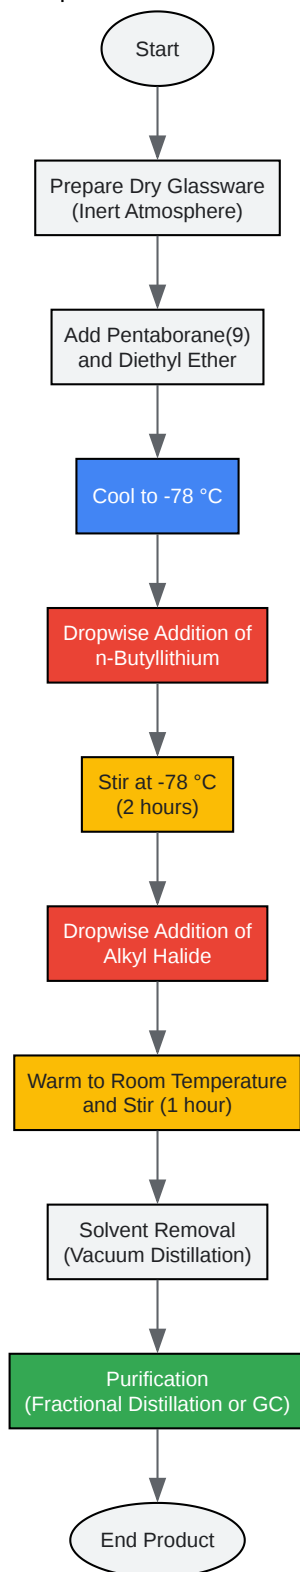 Start
Prepare Dry Glassware
(Inert Atmosphere)
Add Pentaborane(9)
and Diethyl Ether
Cool to -78 °C
Dropwise Addition of
n-Butyllithium
Stir at -78 °C
(2 hours)
Dropwise Addition of
Alkyl Halide
Warm to Room Temperature
and Stir (1 hour)
Solvent Removal
(Vacuum Distillation)
Purification
(Fractional Distillation or GC)
End Product